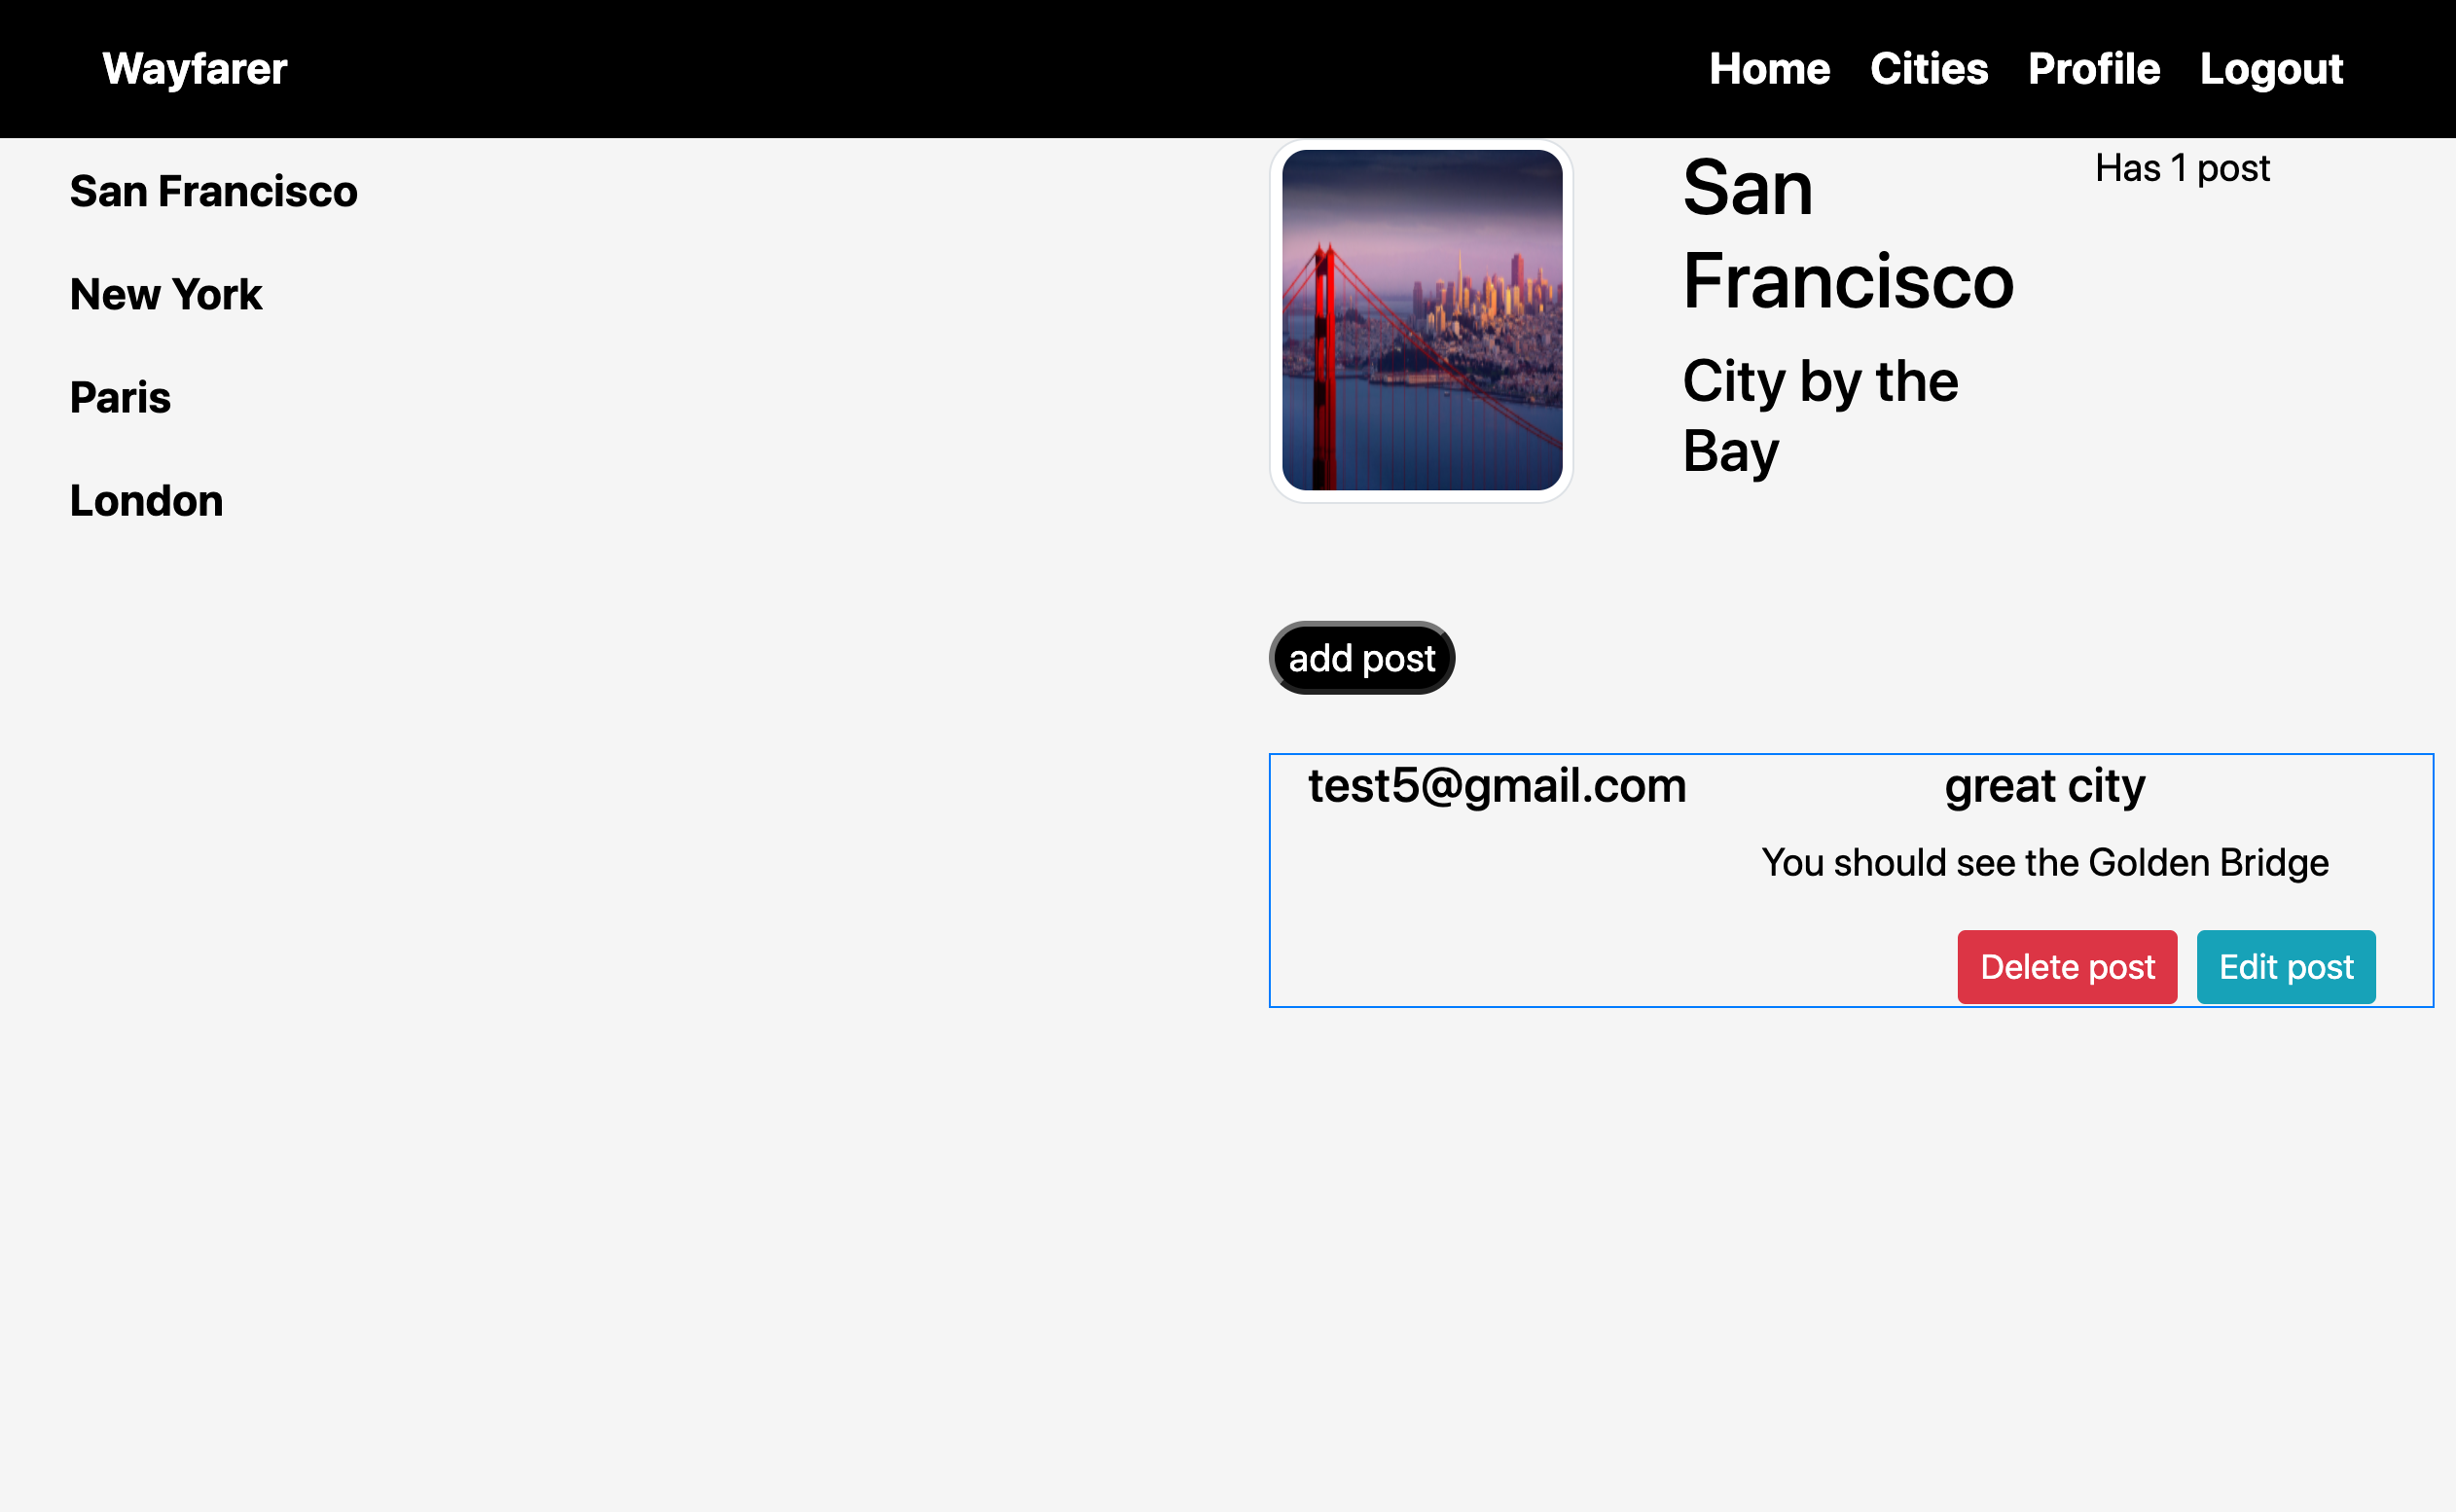 Wayfarer
Home Cities Profile Logout
San Francisco
New York
Paris
London
San
Francisco
City by the
Bay
Has 1 post
add post
test5@gmail.com
great city
You should see the Golden Bridge
Delete post Edit post